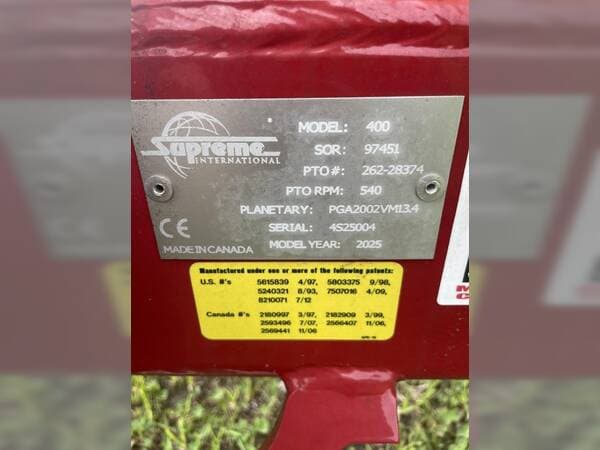 Supreme
INTERNATIONAL
MODEL: 400
SOR: 97451
PTO#: 262-28374
PTO RPM: 540
PLANETARY: PGA2002VM13.4
SERIAL: 4S25004
MODEL YEAR: 2025
CE
MADE IN CANADA
Manufactured under one or more of the following patents:
U.S. #'s 5615839 4/97, 5803375 9/98,
5240321 8/93, 7507016 4/09,
8210071 7/12
Canada #'s 2180997 3/97, 2182909 3/99,
2593496 7/07, 2566407 11/06,
2569441 11/06